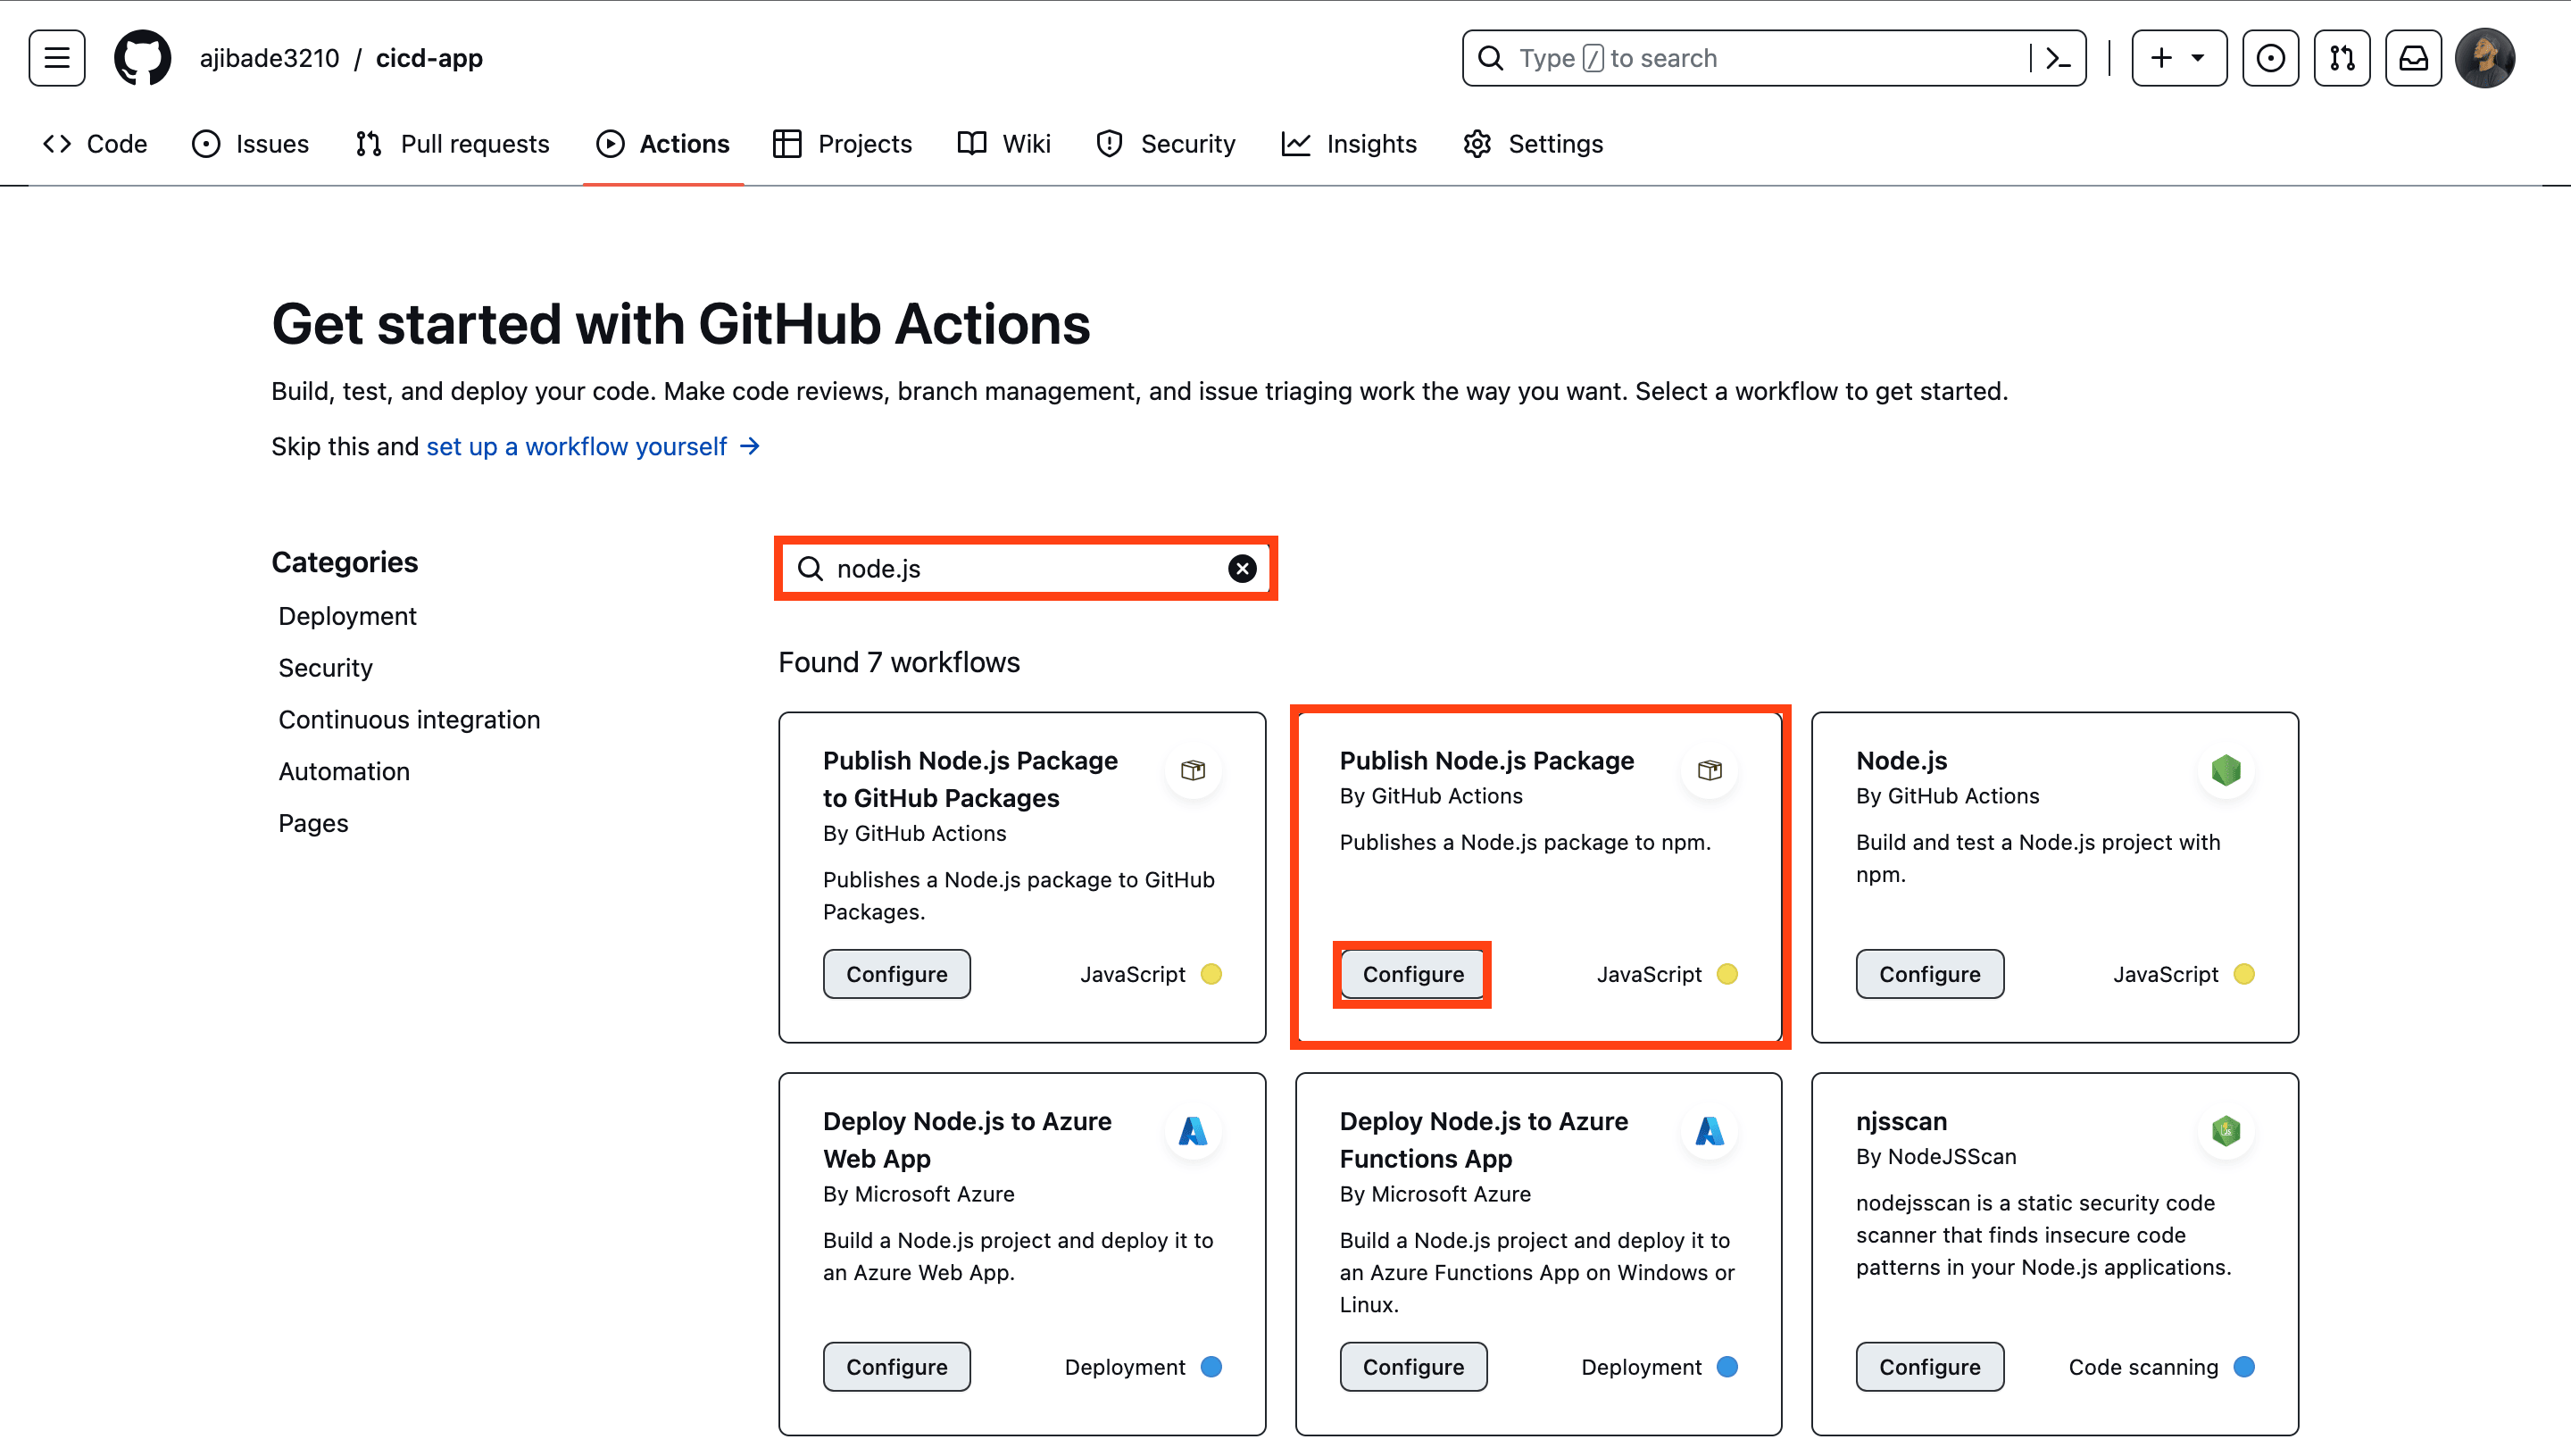 ajibade3210 / cicd-app
Type / to search
Code Issues Pull requests Actions Projects Wiki Security Insights Settings
Get started with GitHub Actions
Build, test, and deploy your code. Make code reviews, branch management, and issue triaging work the way you want. Select a workflow to get started.
Skip this and set up a workflow yourself →
Categories
Deployment
Security
Continuous integration
Automation
Pages
node.js
Found 7 workflows
Publish Node.js Package
to GitHub Packages
By GitHub Actions
Publishes a Node.js package to GitHub
Packages.
Configure JavaScript
Publish Node.js Package
By GitHub Actions
Publishes a Node.js package to npm.
Configure JavaScript
Node.js
By GitHub Actions
Build and test a Node.js project with
npm.
Configure JavaScript
Deploy Node.js to Azure
Web App
By Microsoft Azure
Build a Node.js project and deploy it to
an Azure Web App.
Configure Deployment
Deploy Node.js to Azure
Functions App
By Microsoft Azure
Build a Node.js project and deploy it to
an Azure Functions App on Windows or
Linux.
Configure Deployment
njsscan
By NodeJSScan
nodejsscan is a static security code
scanner that finds insecure code
patterns in your Node.js applications.
Configure Code scanning